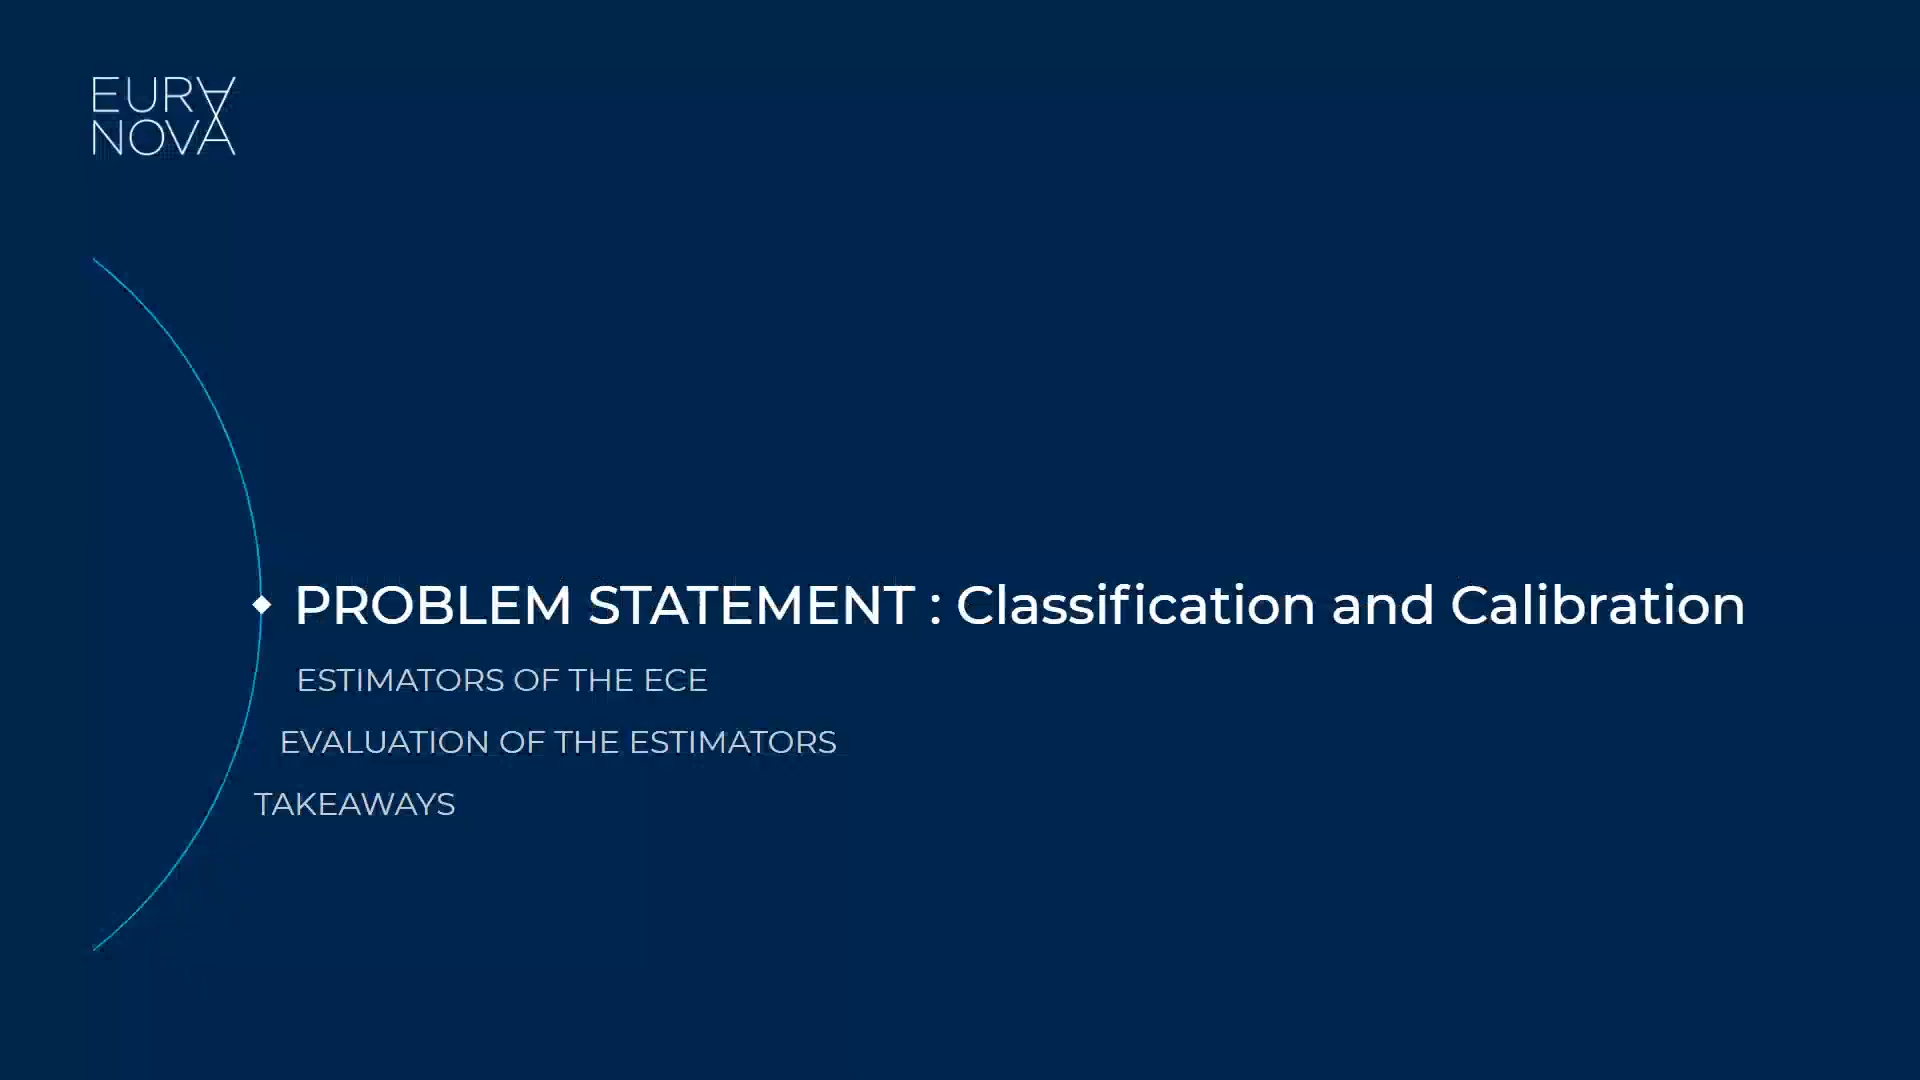 EURA
NOVA
PROBLEM STATEMENT : Classification and Calibration
ESTIMATORS OF THE ECE
EVALUATION OF THE ESTIMATORS
TAKEAWAYS